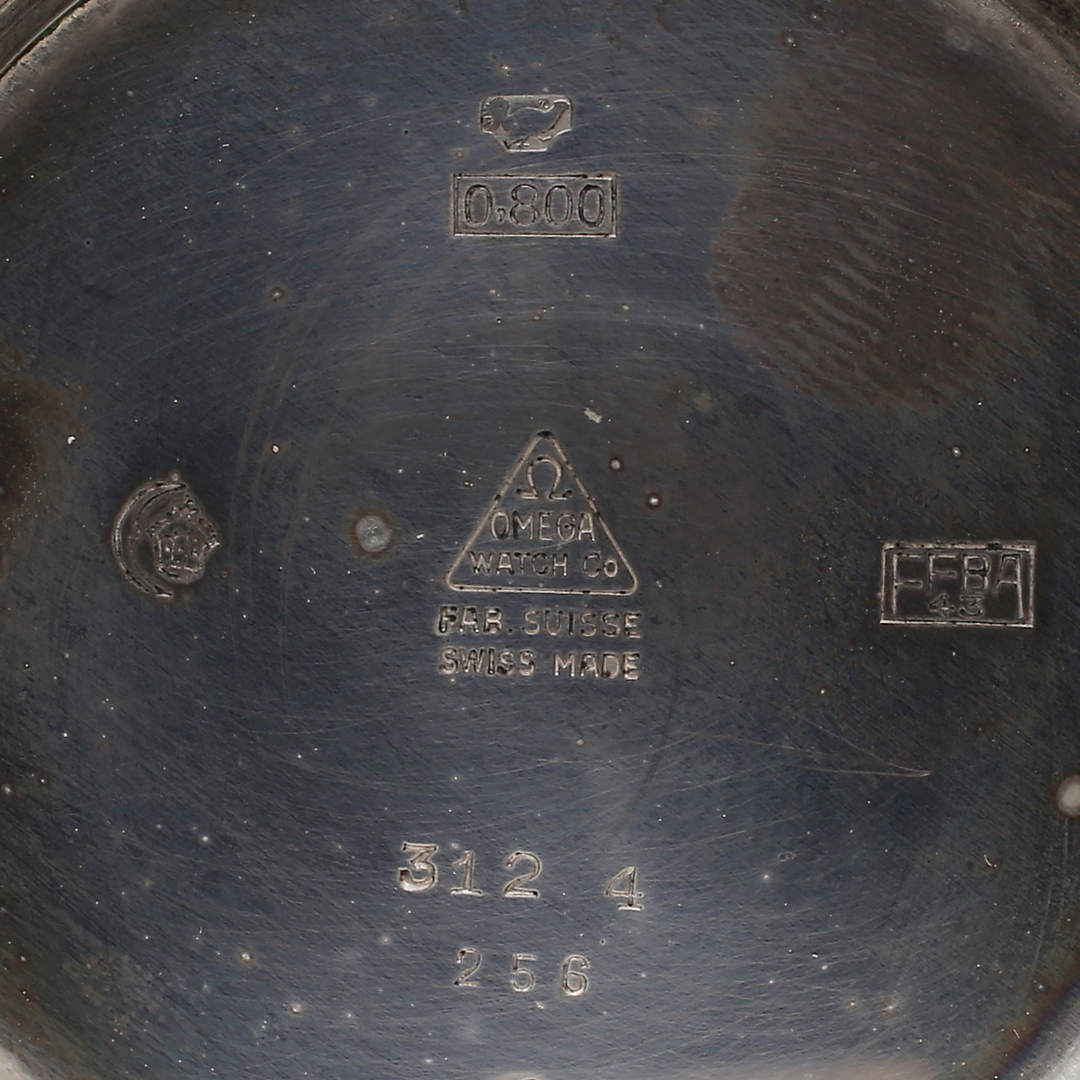 0,800
Ω
OMEGA
WATCH Co
FAB. SUISSE
SWISS MADE
FFBA
43
312 4
256